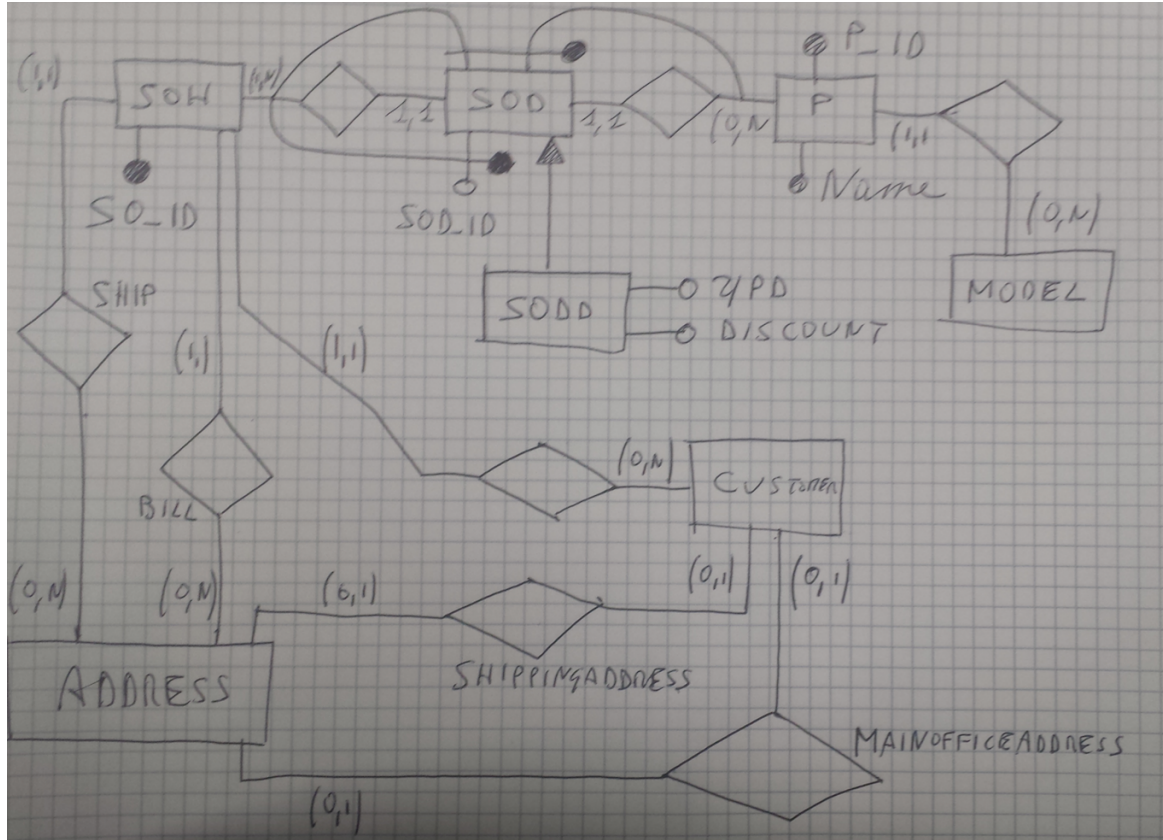 P_ID
(1,1)
SOH
(1,N)
1,1
SOD
1,1
(0,N
P
(1,1
SO_ID
SOD_ID
Name
(0,N)
SHIP
SODD
DISCOUNT
MODEL
(1,)
(1,1)
(0,N)
CUSTOMER
BILL
(0,N)
(0,N)
(0,1)
(0,1)
(0,1)
ADDRESS
SHIPPINGADDRESS
MAINOFFICEADDRESS
(0,1)